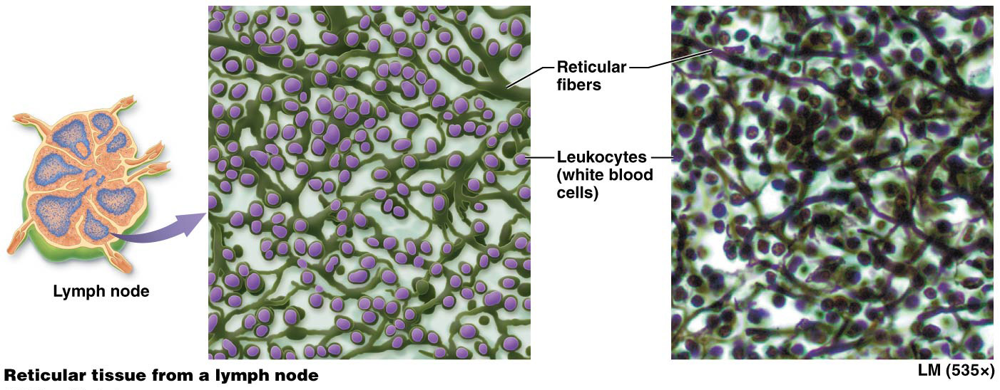 Reticular
fibers
Leukocytes
(white blood
cells)
Lymph node
Reticular tissue from a lymph node
LM (535×)